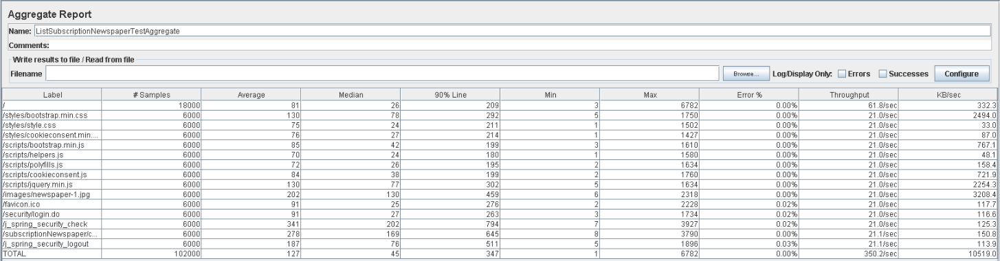 Aggregate Report
Name: ListSubscriptionNewspaperTestAggregate
Comments:
Write results to file / Read from file
Filename Browse... Log/Display Only: Errors Successes Configure
Label # Samples Average Median 90% Line Min Max Error % Throughput KB/sec
/ 18000 81 26 209 3 6782 0.00% 61.8/sec 332.3
/styles/bootstrap.min.css 6000 130 78 292 5 1750 0.00% 21.0/sec 2494.0
/styles/style.css 6000 75 24 211 1 1502 0.00% 21.0/sec 33.0
/styles/cookieconsent.min.... 6000 76 27 214 1 1427 0.00% 21.0/sec 87.0
/scripts/bootstrap.min.js 6000 85 42 199 3 1610 0.00% 21.0/sec 767.1
/scripts/helpers.js 6000 70 24 180 1 1580 0.00% 21.0/sec 48.1
/scripts/polyfills.js 6000 72 26 195 2 1634 0.00% 21.0/sec 158.4
/scripts/cookieconsent.js 6000 84 38 199 2 1760 0.00% 21.0/sec 721.9
/scripts/jquery.min.js 6000 130 77 302 5 1634 0.00% 21.0/sec 2254.3
/images/newspaper-1.jpg 6000 202 130 459 6 2318 0.00% 21.0/sec 3208.4
/favicon.ico 6000 91 25 276 2 2228 0.02% 21.0/sec 117.7
/security/login.do 6000 91 27 263 3 1734 0.02% 21.0/sec 116.6
/j_spring_security_check 6000 341 202 794 7 3927 0.02% 21.0/sec 125.3
/subscriptionNewspaper/c... 6000 278 169 645 8 3790 0.00% 21.1/sec 150.8
/j_spring_security_logout 6000 187 76 511 5 1896 0.03% 21.1/sec 113.9
TOTAL 102000 127 45 347 1 6782 0.00% 350.2/sec 10519.0